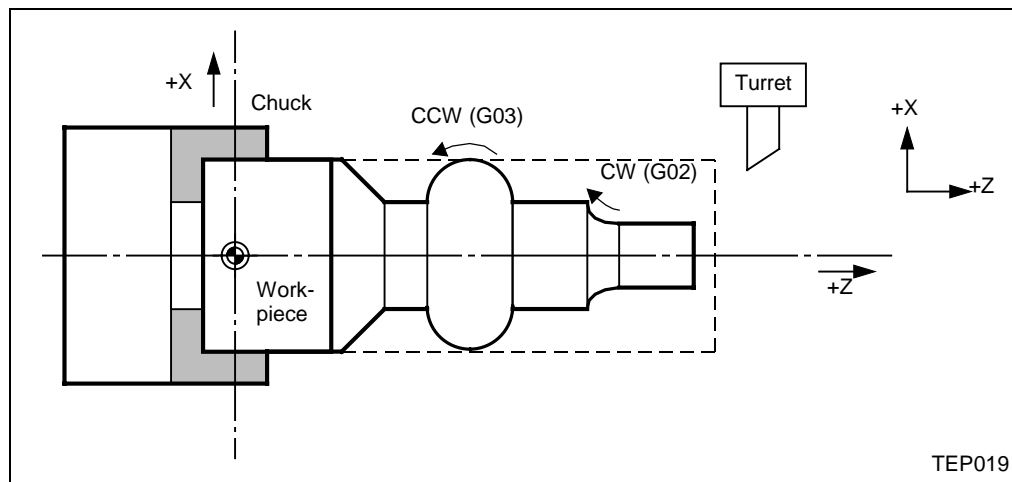 +X
Chuck
Turret
CCW (G03)
+X
CW (G02)
+Z
+Z
Work-
piece
TEP019